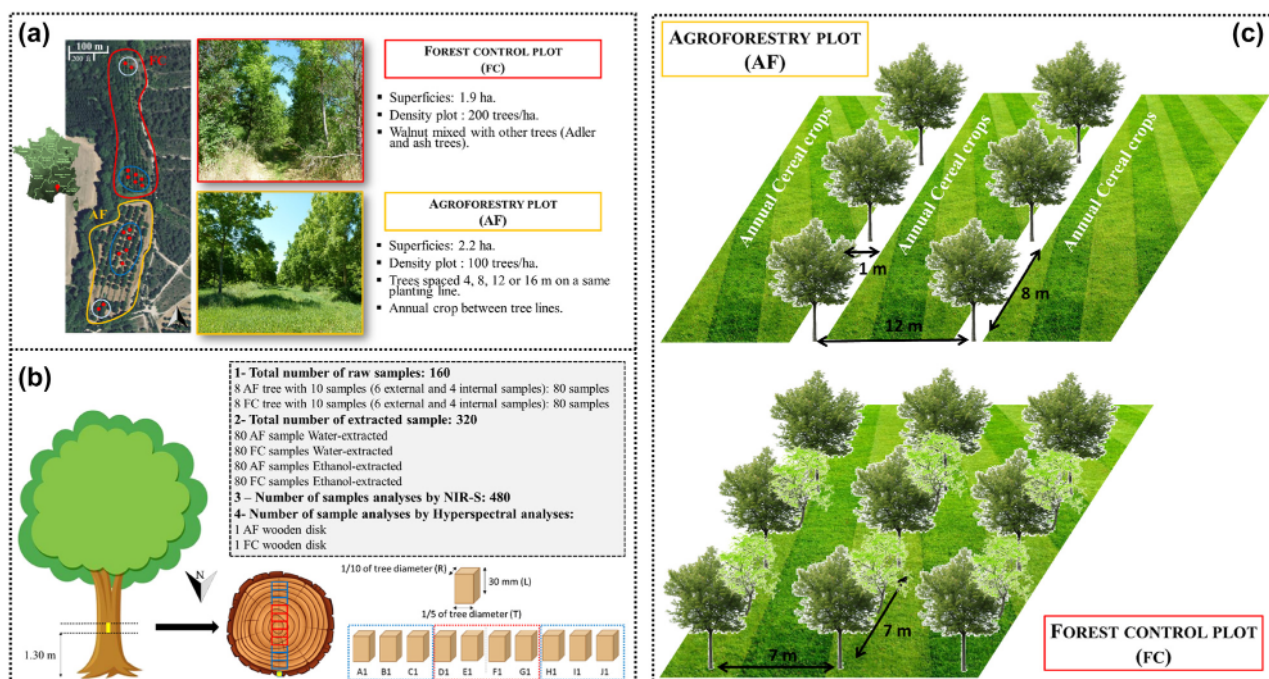 (a)
100 m
200 ft
FC
AF
FOREST CONTROL PLOT
(FC)
▪ Superficies: 1.9 ha.
▪ Density plot : 200 trees/ha.
▪ Walnut mixed with other trees (Adler
and ash trees).
AGROFORESTRY PLOT
(AF)
▪ Superficies: 2.2 ha.
▪ Density plot : 100 trees/ha.
▪ Trees spaced 4, 8, 12 or 16 m on a same
planting line.
▪ Annual crop between tree lines.
(b)
1- Total number of raw samples: 160
8 AF tree with 10 samples (6 external and 4 internal samples): 80 samples
8 FC tree with 10 samples (6 external and 4 internal samples): 80 samples
2- Total number of extracted sample: 320
80 AF sample Water-extracted
80 FC samples Water-extracted
80 AF samples Ethanol-extracted
80 FC samples Ethanol-extracted
3 – Number of samples analyses by NIR-S: 480
4- Number of sample analyses by Hyperspectral analyses:
1 AF wooden disk
1 FC wooden disk
1.30 m
N
1/10 of tree diameter (R)
30 mm (L)
1/5 of tree diameter (T)
A1 B1 C1 D1 E1 F1 G1 H1 I1 J1
(c)
AGROFORESTRY PLOT
(AF)
Annual Cereal crops
Annual Cereal crops
Annual Cereal crops
1 m
8 m
12 m
7 m
7 m
FOREST CONTROL PLOT
(FC)